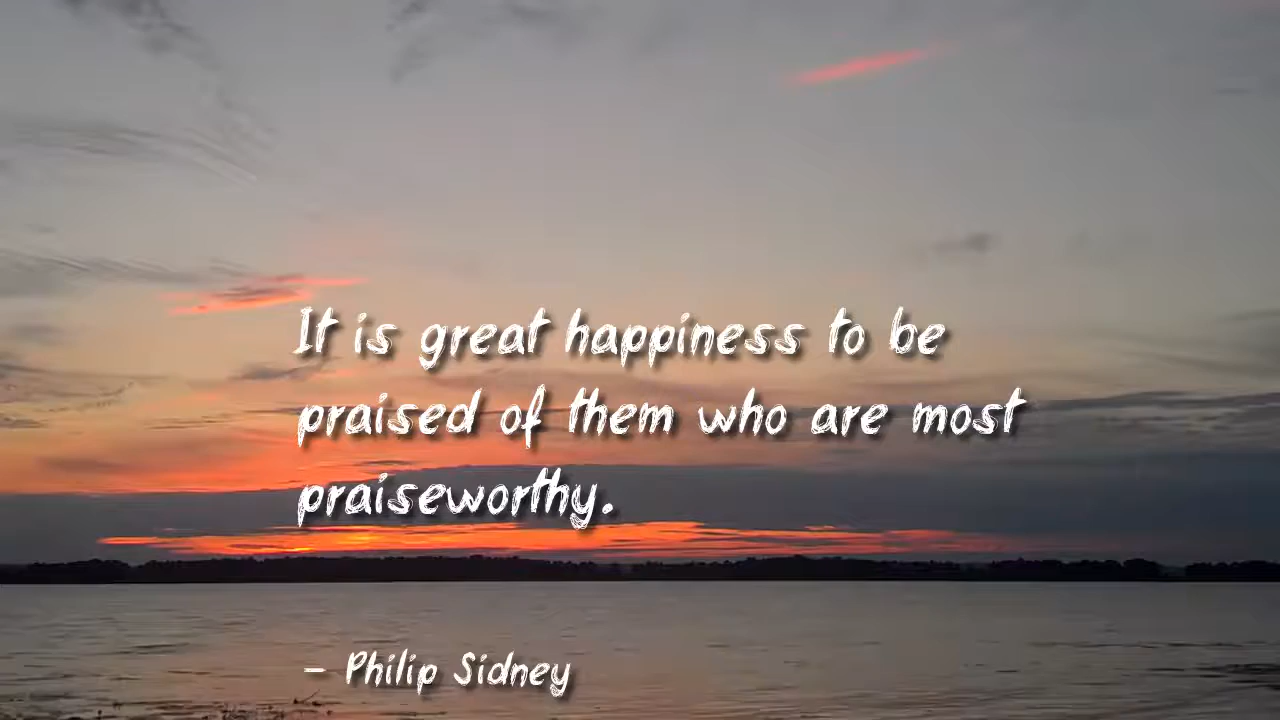 It is great happiness to be
praised of them who are most
praiseworthy.
– Philip Sidney